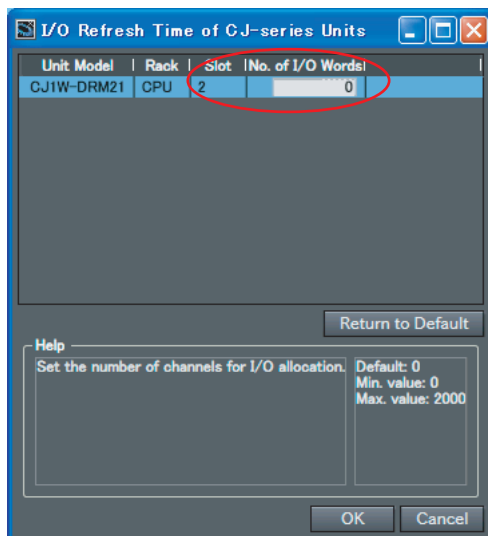 I/O Refresh Time of CJ-series Units
Unit Model | Rack | Slot | No. of I/O Words |
CJ1W-DRM21 CPU 2 0
Return to Default
Help
Set the number of channels for I/O allocation.
Default: 0
Min. value: 0
Max. value: 2000
OK Cancel